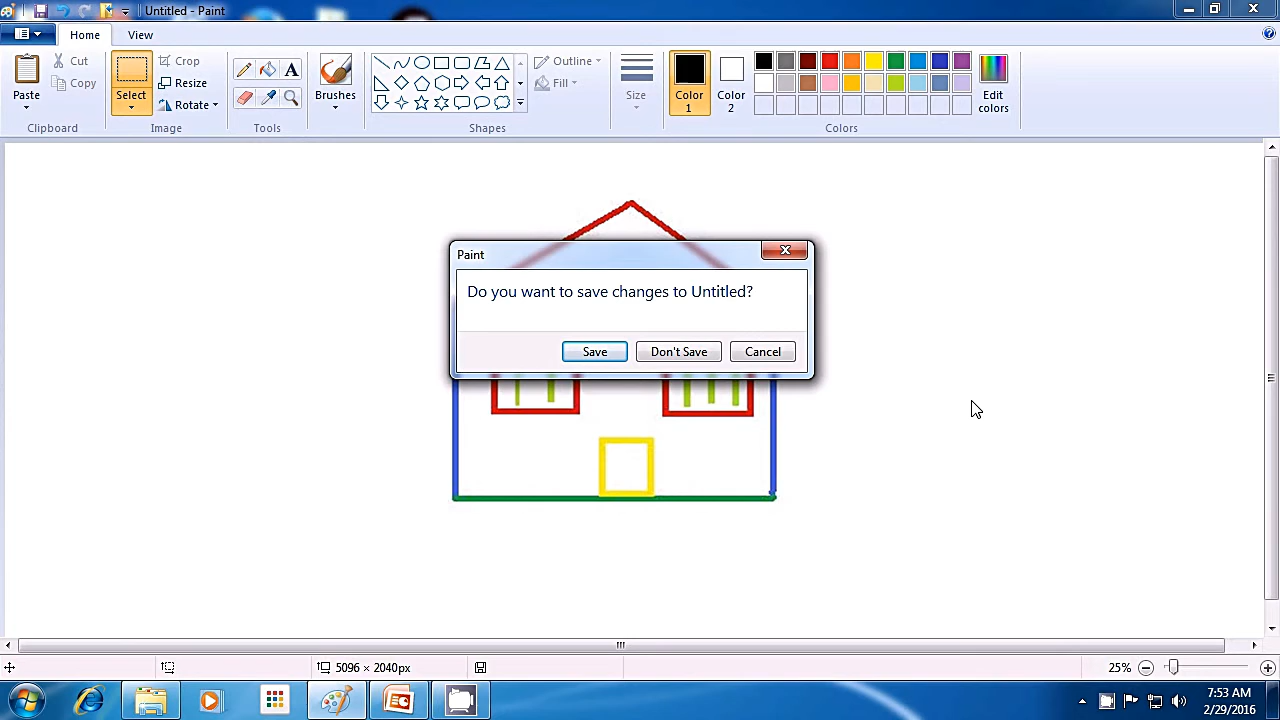 Untitled - Paint
Home View
Paste
Cut
Copy
Clipboard
Select
Crop
Resize
Rotate
Image
A
Tools
Brushes
Shapes
Outline
Fill
Size
Color 1
Color 2
Edit colors
Colors
Paint
Do you want to save changes to Untitled?
Save Don't Save Cancel
5096 × 2040px
25%
7:53 AM
2/29/2016